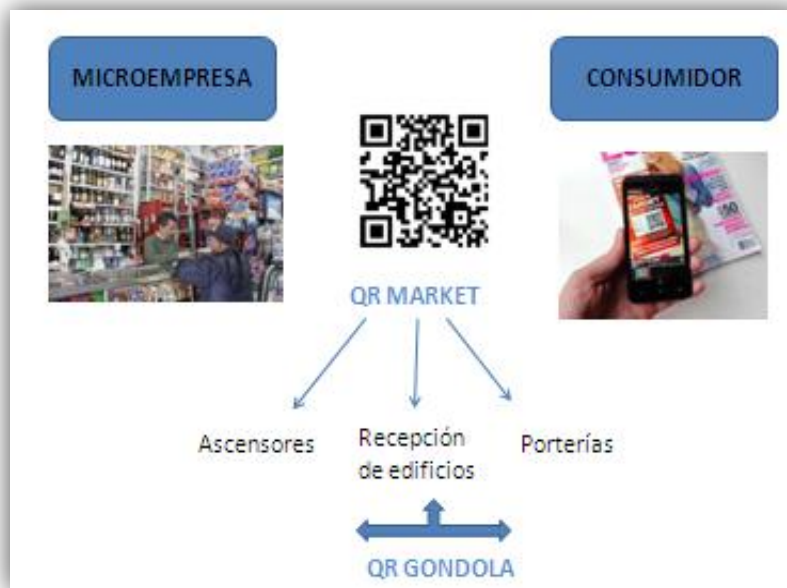 MICROEMPRESA
CONSUMIDOR
QR MARKET
Ascensores
Recepción
de edificios
Porterías
QR GONDOLA